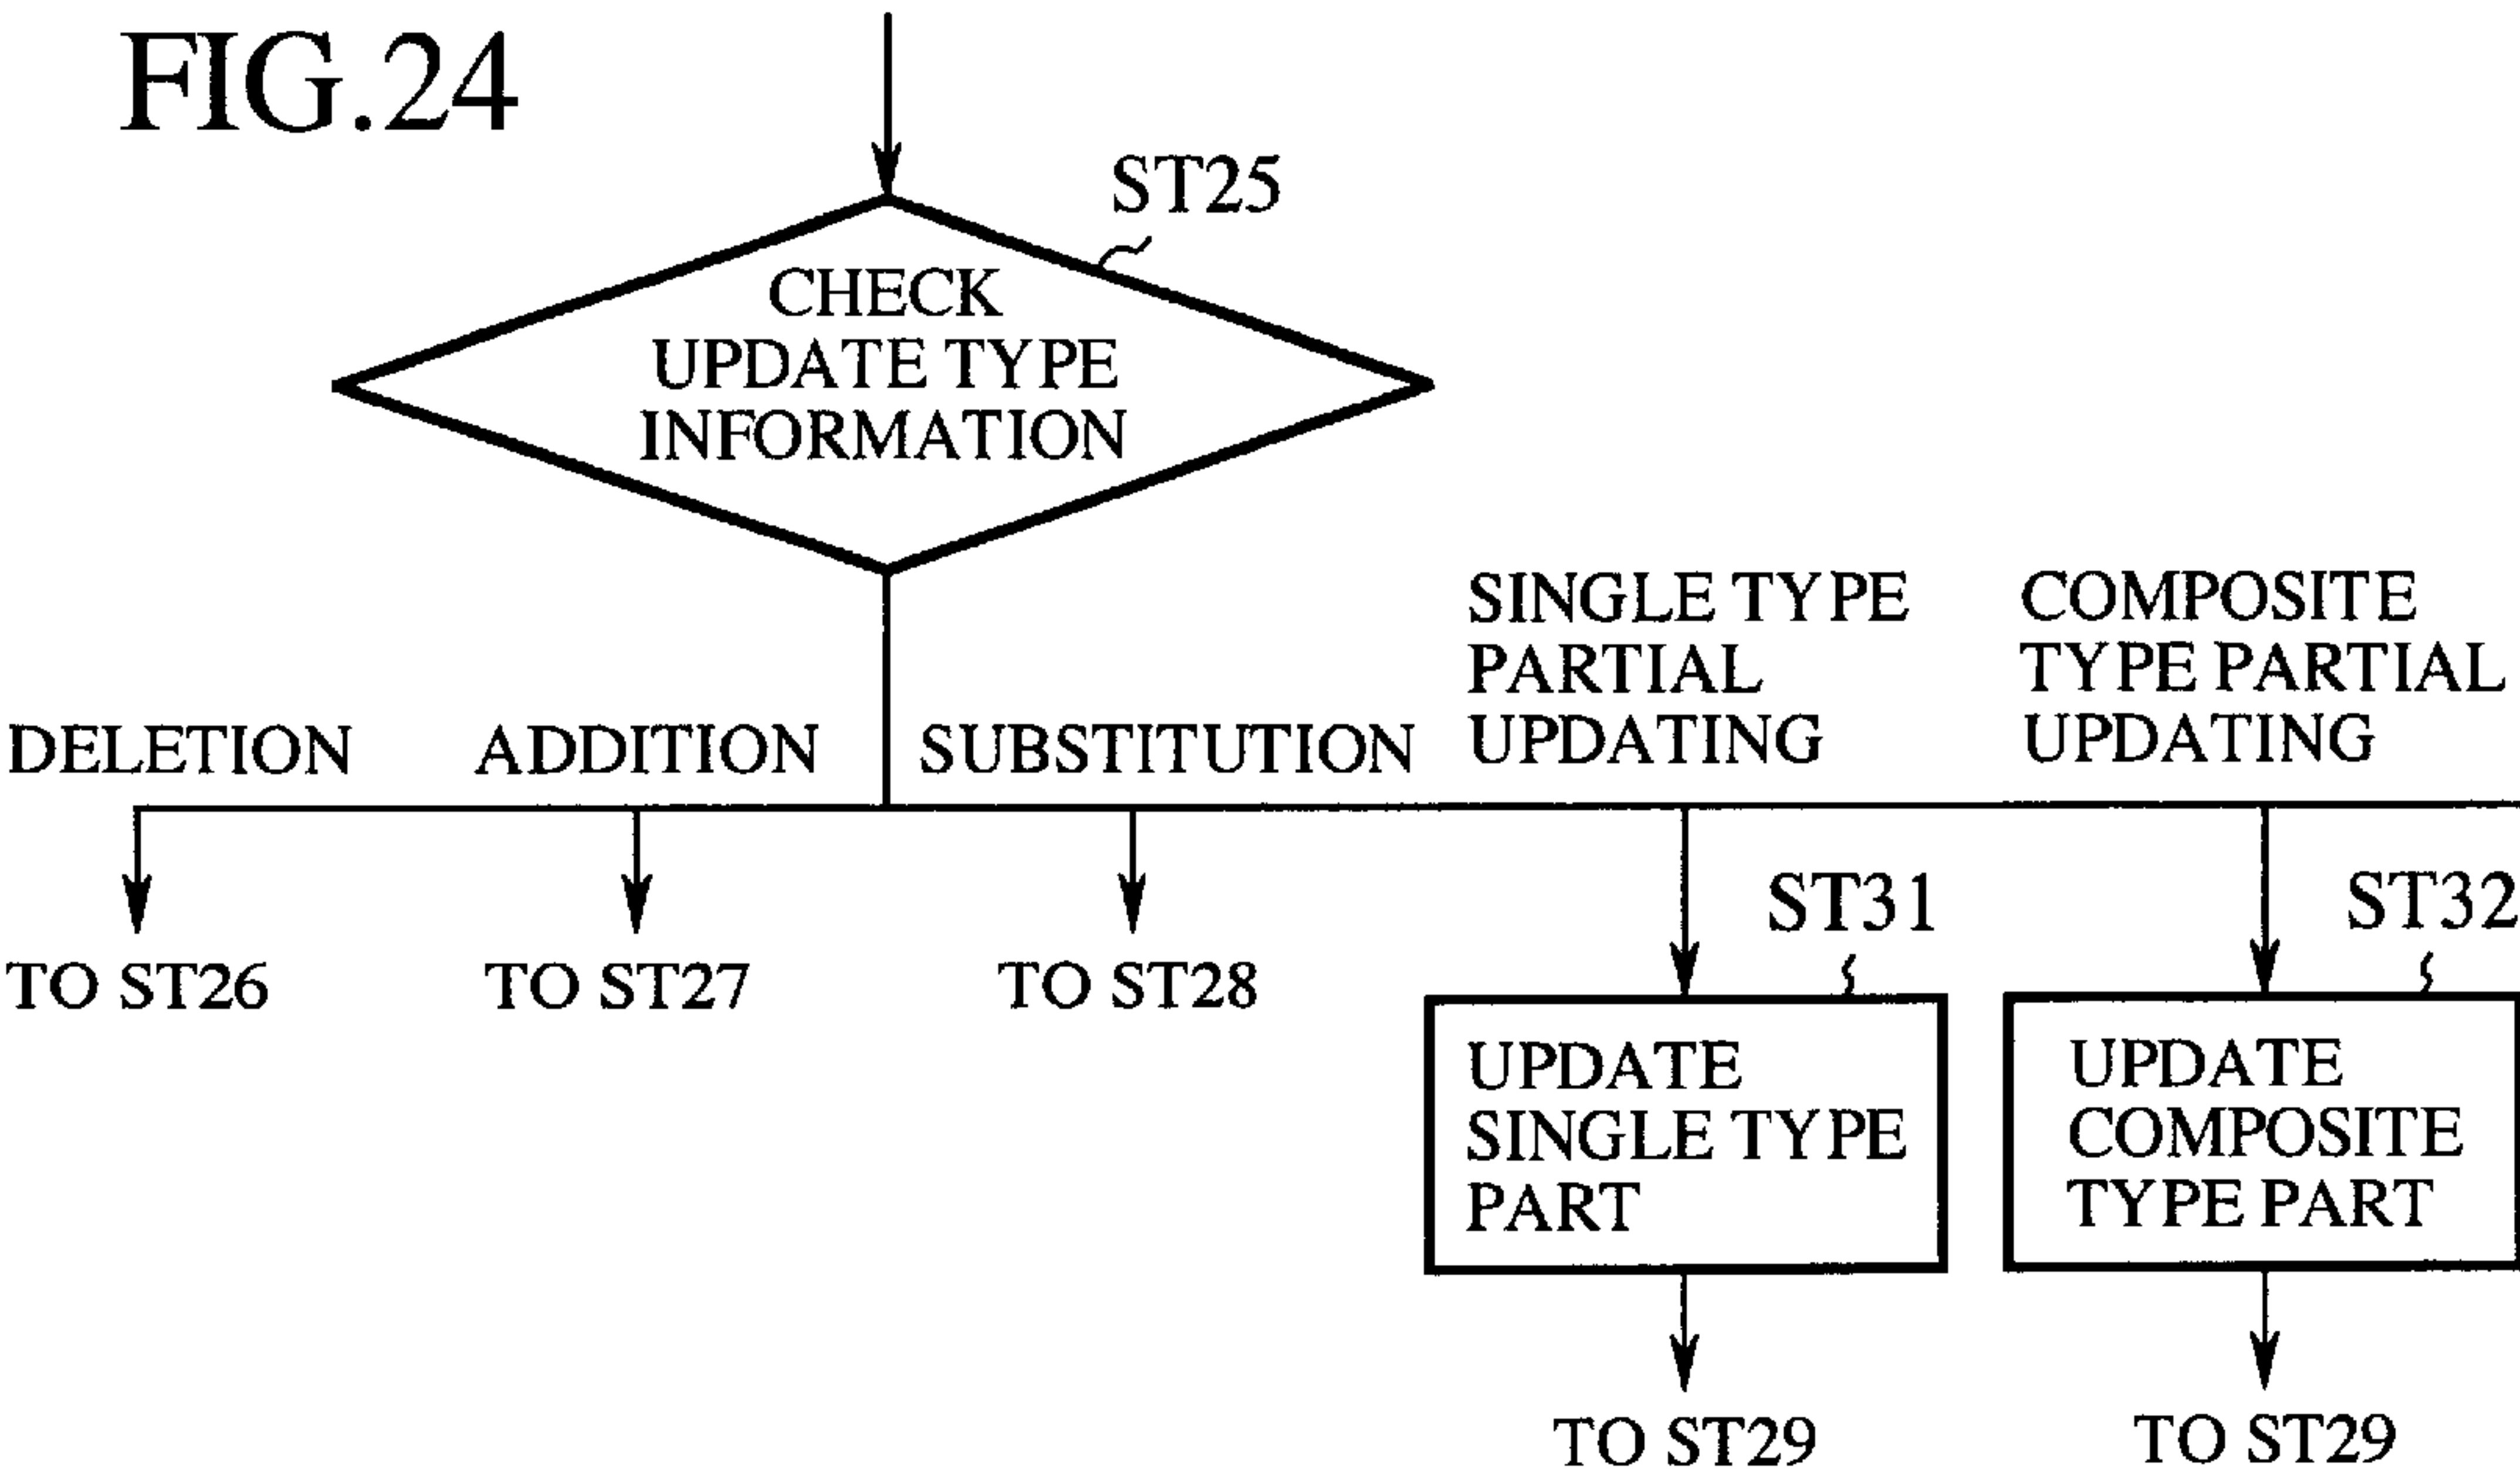 FIG.24
ST25
CHECK
UPDATE TYPE
INFORMATION
DELETION
ADDITION
SUBSTITUTION
SINGLE TYPE
PARTIAL
UPDATING
COMPOSITE
TYPE PARTIAL
UPDATING
TO ST26
TO ST27
TO ST28
ST31
UPDATE
SINGLE TYPE
PART
TO ST29
ST32
UPDATE
COMPOSITE
TYPE PART
TO ST29